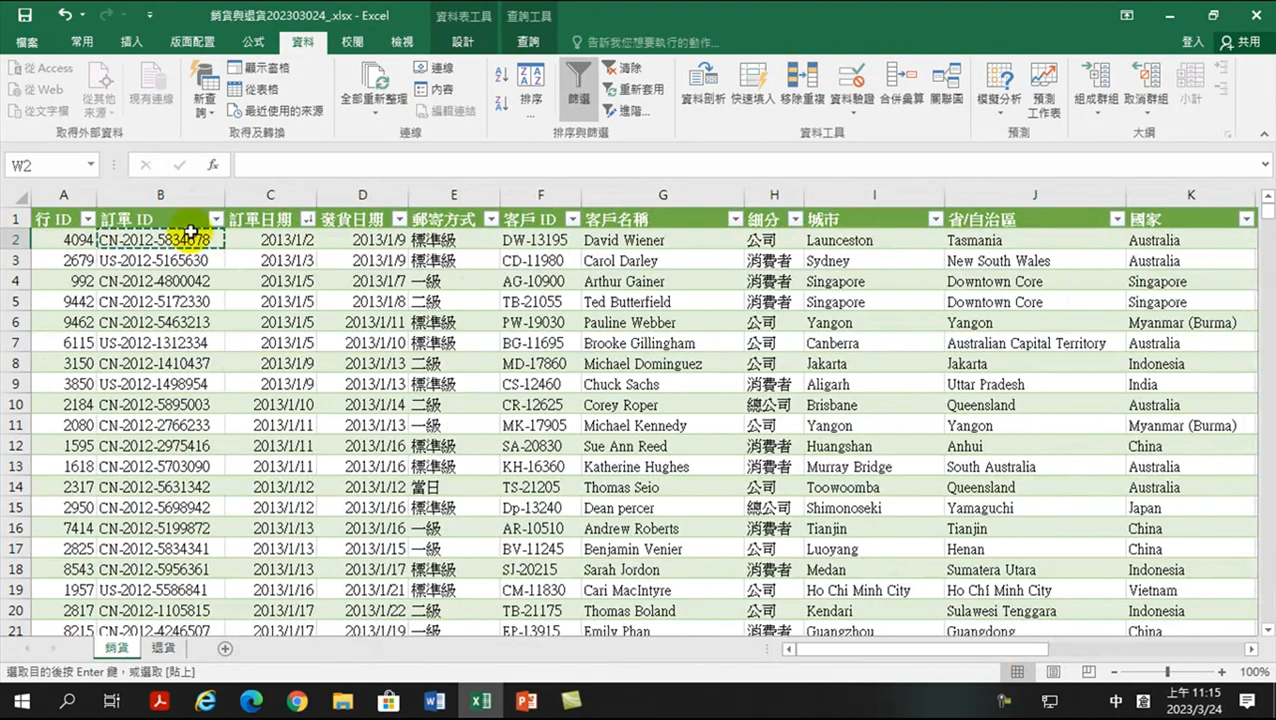 銷貨與退貨202303024_.xlsx - Excel
資料表工具 查詢工具
檔案 常用 插入 版面配置 公式 資料 校閱 檢視 設計 查詢 告訴我您想要執行的動作... 登入 共用
從 Access
從 Web
從文字檔
從其他來源
現有連線
取得外部資料
新查詢
顯示窗格
從表格
最近使用的來源
取得及轉換
全部重新整理
連線
內容
編輯連結
連線
排序...
篩選
清除
重新套用
進階...
排序與篩選
資料剖析 快速填入 移除重複 資料驗證 合併彙算 關聯圖
資料工具
模擬分析 預測工作表
預測
組成群組 取消群組 小計
大綱
W2 fx
A B C D E F G H I J K
1 行 ID 訂單 ID 訂單日期 發貨日期 郵寄方式 客戶 ID 客戶名稱 細分 城市 省/自治區 國家
2 4094 CN-2012-5834678 2013/1/2 2013/1/9 標準級 DW-13195 David Wiener 公司 Launceston Tasmania Australia
3 2679 US-2012-5165630 2013/1/3 2013/1/9 標準級 CD-11980 Carol Darley 消費者 Sydney New South Wales Australia
4 992 CN-2012-4800042 2013/1/5 2013/1/7 一級 AG-10900 Arthur Gainer 消費者 Singapore Downtown Core Singapore
5 9442 CN-2012-5172330 2013/1/5 2013/1/8 二級 TB-21055 Ted Butterfield 消費者 Singapore Downtown Core Singapore
6 9462 CN-2012-5463213 2013/1/5 2013/1/11 標準級 PW-19030 Pauline Webber 公司 Yangon Yangon Myanmar (Burma)
7 6115 US-2012-1312334 2013/1/5 2013/1/10 標準級 BG-11695 Brooke Gillingham 公司 Canberra Australian Capital Territory Australia
8 3150 CN-2012-1410437 2013/1/9 2013/1/13 二級 MD-17860 Michael Dominguez 公司 Jakarta Jakarta Indonesia
9 3850 US-2012-1498954 2013/1/9 2013/1/13 標準級 CS-12460 Chuck Sachs 消費者 Aligarh Uttar Pradesh India
10 2184 CN-2012-5895003 2013/1/10 2013/1/14 二級 CR-12625 Corey Roper 總公司 Brisbane Queensland Australia
11 2080 CN-2012-2766233 2013/1/11 2013/1/13 一級 MK-17905 Michael Kennedy 公司 Yangon Yangon Myanmar (Burma)
12 1595 CN-2012-2975416 2013/1/11 2013/1/16 標準級 SA-20830 Sue Ann Reed 消費者 Huangshan Anhui China
13 1618 CN-2012-5703090 2013/1/11 2013/1/16 標準級 KH-16360 Katherine Hughes 消費者 Murray Bridge South Australia Australia
14 2317 CN-2012-5631342 2013/1/12 2013/1/12 當日 TS-21205 Thomas Seio 公司 Toowoomba Queensland Australia
15 2950 CN-2012-5698942 2013/1/12 2013/1/16 標準級 Dp-13240 Dean percer 總公司 Shimonoseki Yamaguchi Japan
16 7414 CN-2012-5199872 2013/1/13 2013/1/16 一級 AR-10510 Andrew Roberts 消費者 Tianjin Tianjin China
17 2825 CN-2012-5834341 2013/1/13 2013/1/15 一級 BV-11245 Benjamin Venier 公司 Luoyang Henan China
18 8543 CN-2012-5956361 2013/1/13 2013/1/17 標準級 SJ-20215 Sarah Jordon 消費者 Medan Sumatera Utara Indonesia
19 1957 US-2012-5586841 2013/1/16 2013/1/21 標準級 CM-11830 Cari MacIntyre 公司 Ho Chi Minh City Ho Chí Minh City Vietnam
20 2817 CN-2012-1105815 2013/1/17 2013/1/22 二級 TB-21175 Thomas Boland 公司 Kendari Sulawesi Tenggara Indonesia
21 8215 CN-2012-4246507 2013/1/17 2013/1/19 一級 EP-13915 Emily Phan 消費者 Guangzhou Guangdong China
銷貨 退貨
選取目的後按 Enter 鍵，或選取 [貼上] 100%
中 上午 11:15
2023/3/24